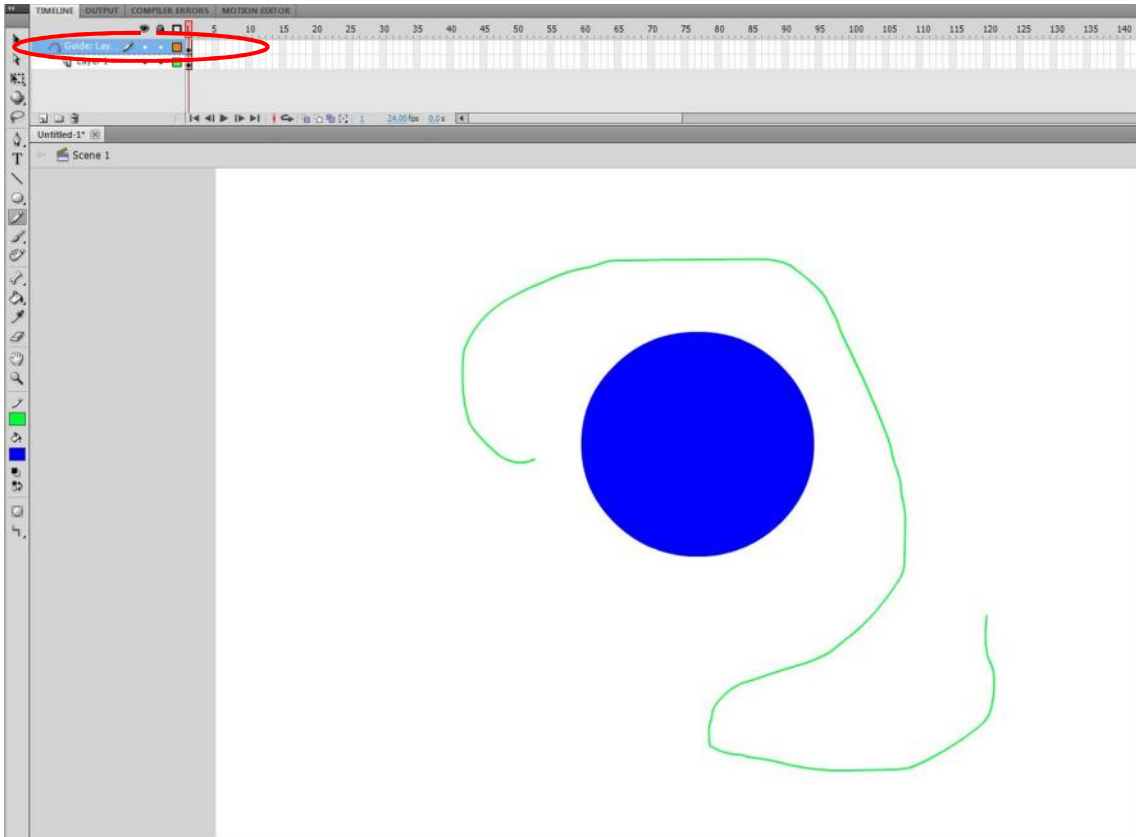 TIMELINE OUTPUT COMPILER ERRORS MOTION EDITOR
1 5 10 15 20 25 30 35 40 45 50 55 60 65 70 75 80 85 90 95 100 105 110 115 120 125 130 135 140
Guide: Lay
1 24.00 fps 0.0 s
Untitled-1*
Scene 1
T